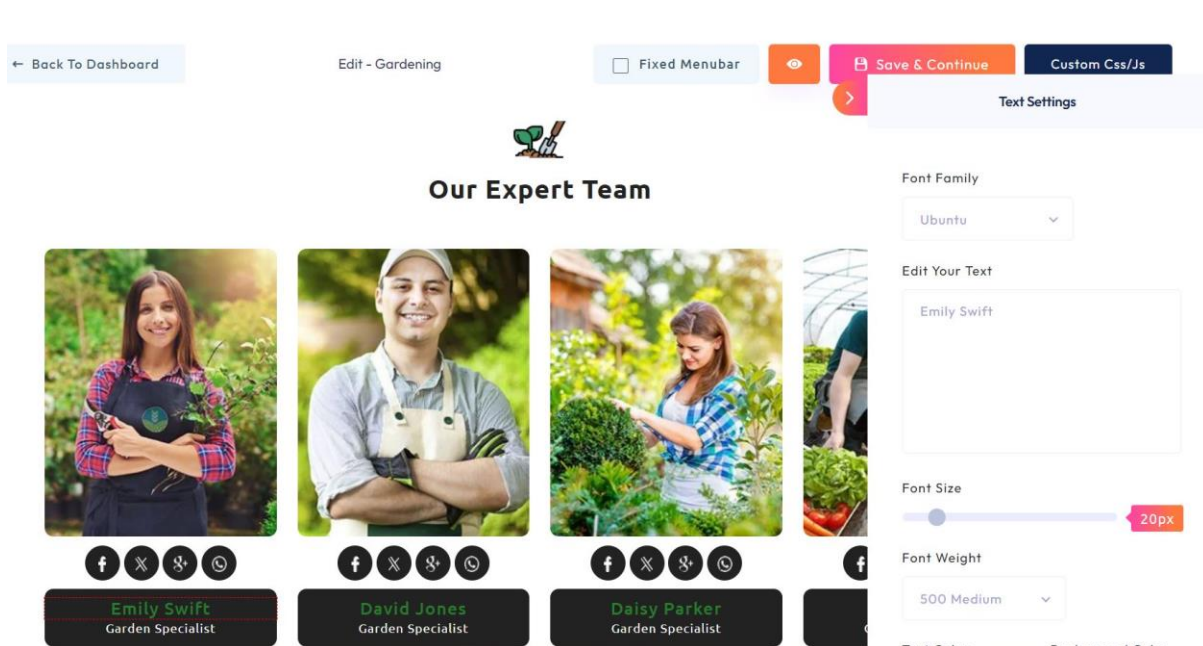 ← Back To Dashboard
Edit - Gardening
Fixed Menubar
Save & Continue
Custom Css/Js
Text Settings
Our Expert Team
Font Family
Ubuntu
Edit Your Text
Emily Swift
Font Size
20px
Font Weight
500 Medium
Emily Swift
Garden Specialist
David Jones
Garden Specialist
Daisy Parker
Garden Specialist